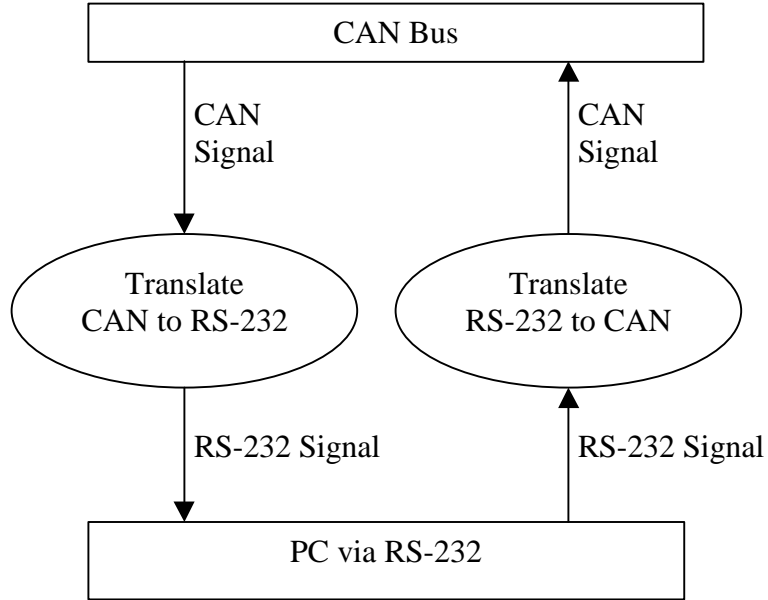 CAN Bus
CAN
Signal
CAN
Signal
Translate
CAN to RS-232
Translate
RS-232 to CAN
RS-232 Signal
RS-232 Signal
PC via RS-232